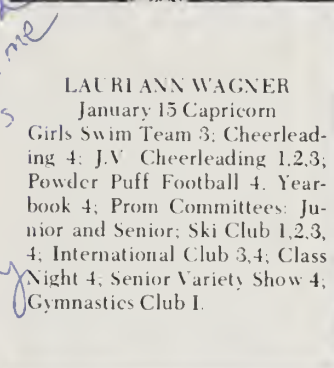 me
s
LAURI ANN WAGNER
January 15 Capricorn
Girls Swim Team 3; Cheerlead-
ing 4; J.V. Cheerleading 1,2,3;
Powder Puff Football 4. Year-
book 4; Prom Committees: Ju-
nior and Senior; Ski Club 1,2,3,
4; International Club 3,4; Class
Night 4; Senior Variety Show 4;
Gymnastics Club I.